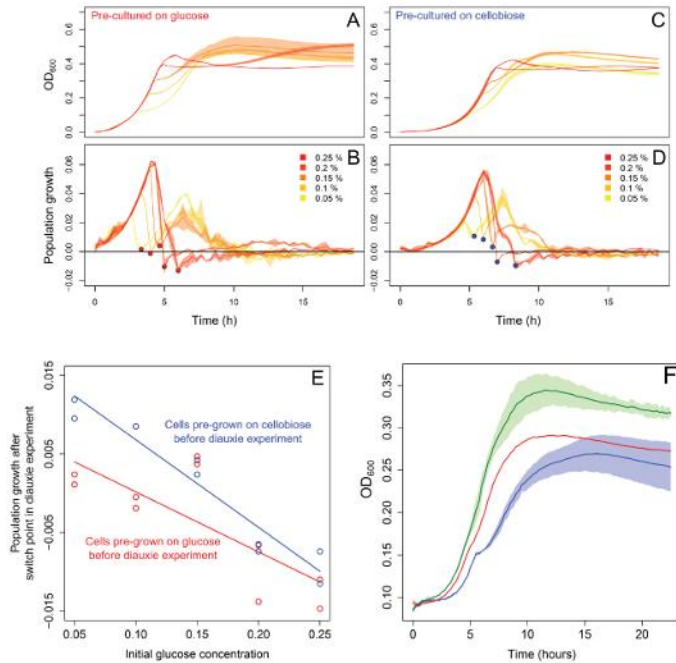 Pre-cultured on glucose
A
OD600
0.0
0.2
0.4
0.6
Pre-cultured on cellobiose
C
OD600
0.0
0.2
0.4
B
Population growth
−0.02
0.00
0.02
0.04
0.06
0.25 %
0.2 %
0.15 %
0.1 %
0.05 %
0
5
10
15
Time (h)
D
Population growth
−0.02
0.00
0.02
0.04
0.06
0.25 %
0.2 %
0.15 %
0.1 %
0.05 %
0
5
10
15
Time (h)
E
Population growth after
switch point in diauxie experiment
0.015
0.005
−0.005
−0.015
Cells pre-grown on cellobiose
before diauxie experiment
Cells pre-grown on glucose
before diauxie experiment
0.05
0.10
0.15
0.20
0.25
Initial glucose concentration
F
OD600
0.35
0.30
0.25
0.20
0.15
0.10
0
5
10
15
20
Time (hours)